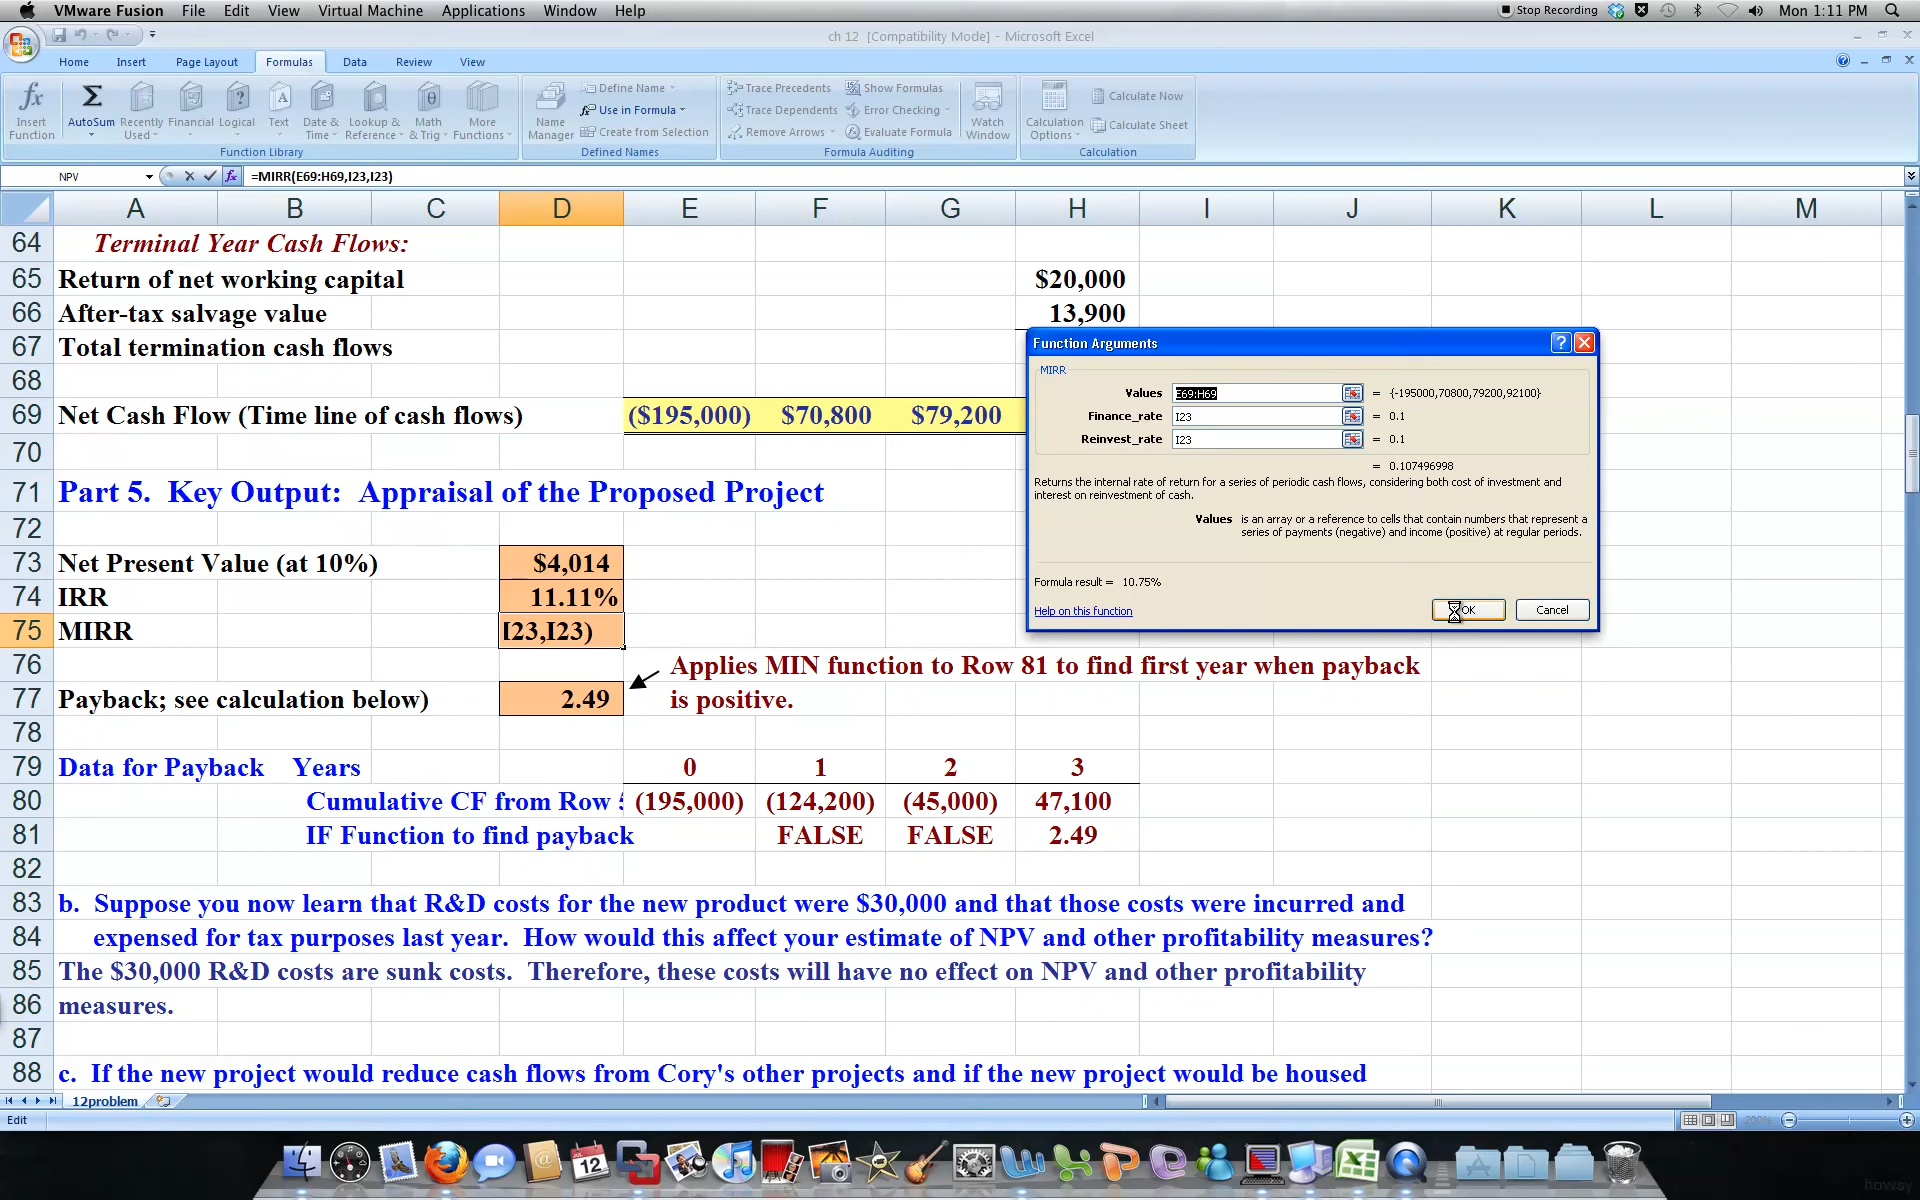 VMware Fusion File Edit View Virtual Machine Applications Window Help Stop Recording Mon 1:11 PM
ch 12 [Compatibility Mode] - Microsoft Excel
Home Insert Page Layout Formulas Data Review View
Insert Function
AutoSum
Recently Used
Financial
Logical
Text
Date & Time
Lookup & Reference
Math & Trig
More Functions
Function Library
Name Manager
Define Name
Use in Formula
Create from Selection
Defined Names
Trace Precedents
Trace Dependents
Remove Arrows
Show Formulas
Error Checking
Evaluate Formula
Watch Window
Formula Auditing
Calculation Options
Calculate Now
Calculate Sheet
Calculation
NPV fx =MIRR(E69:H69,I23,I23)
A B C D E F G H I J K L M
64 Terminal Year Cash Flows:
65 Return of net working capital $20,000
66 After-tax salvage value 13,900
67 Total termination cash flows
68
69 Net Cash Flow (Time line of cash flows) ($195,000) $70,800 $79,200
70
71 Part 5. Key Output: Appraisal of the Proposed Project
72
73 Net Present Value (at 10%) $4,014
74 IRR 11.11%
75 MIRR I23,I23)
76 Applies MIN function to Row 81 to find first year when payback
77 Payback; see calculation below) 2.49 is positive.
78
79 Data for Payback Years 0 1 2 3
80 Cumulative CF from Row (195,000) (124,200) (45,000) 47,100
81 IF Function to find payback FALSE FALSE 2.49
82
83 b. Suppose you now learn that R&D costs for the new product were $30,000 and that those costs were incurred and
84 expensed for tax purposes last year. How would this affect your estimate of NPV and other profitability measures?
85 The $30,000 R&D costs are sunk costs. Therefore, these costs will have no effect on NPV and other profitability
86 measures.
87
88 c. If the new project would reduce cash flows from Cory's other projects and if the new project would be housed
Function Arguments
MIRR
Values E69:H69 = {-195000,70800,79200,92100}
Finance_rate I23 = 0.1
Reinvest_rate I23 = 0.1
= 0.107496998
Returns the internal rate of return for a series of periodic cash flows, considering both cost of investment and
interest on reinvestment of cash.
Values is an array or a reference to cells that contain numbers that represent a
series of payments (negative) and income (positive) at regular periods.
Formula result = 10.75%
Help on this function OK Cancel
12problem
Edit 200%
12
howsy